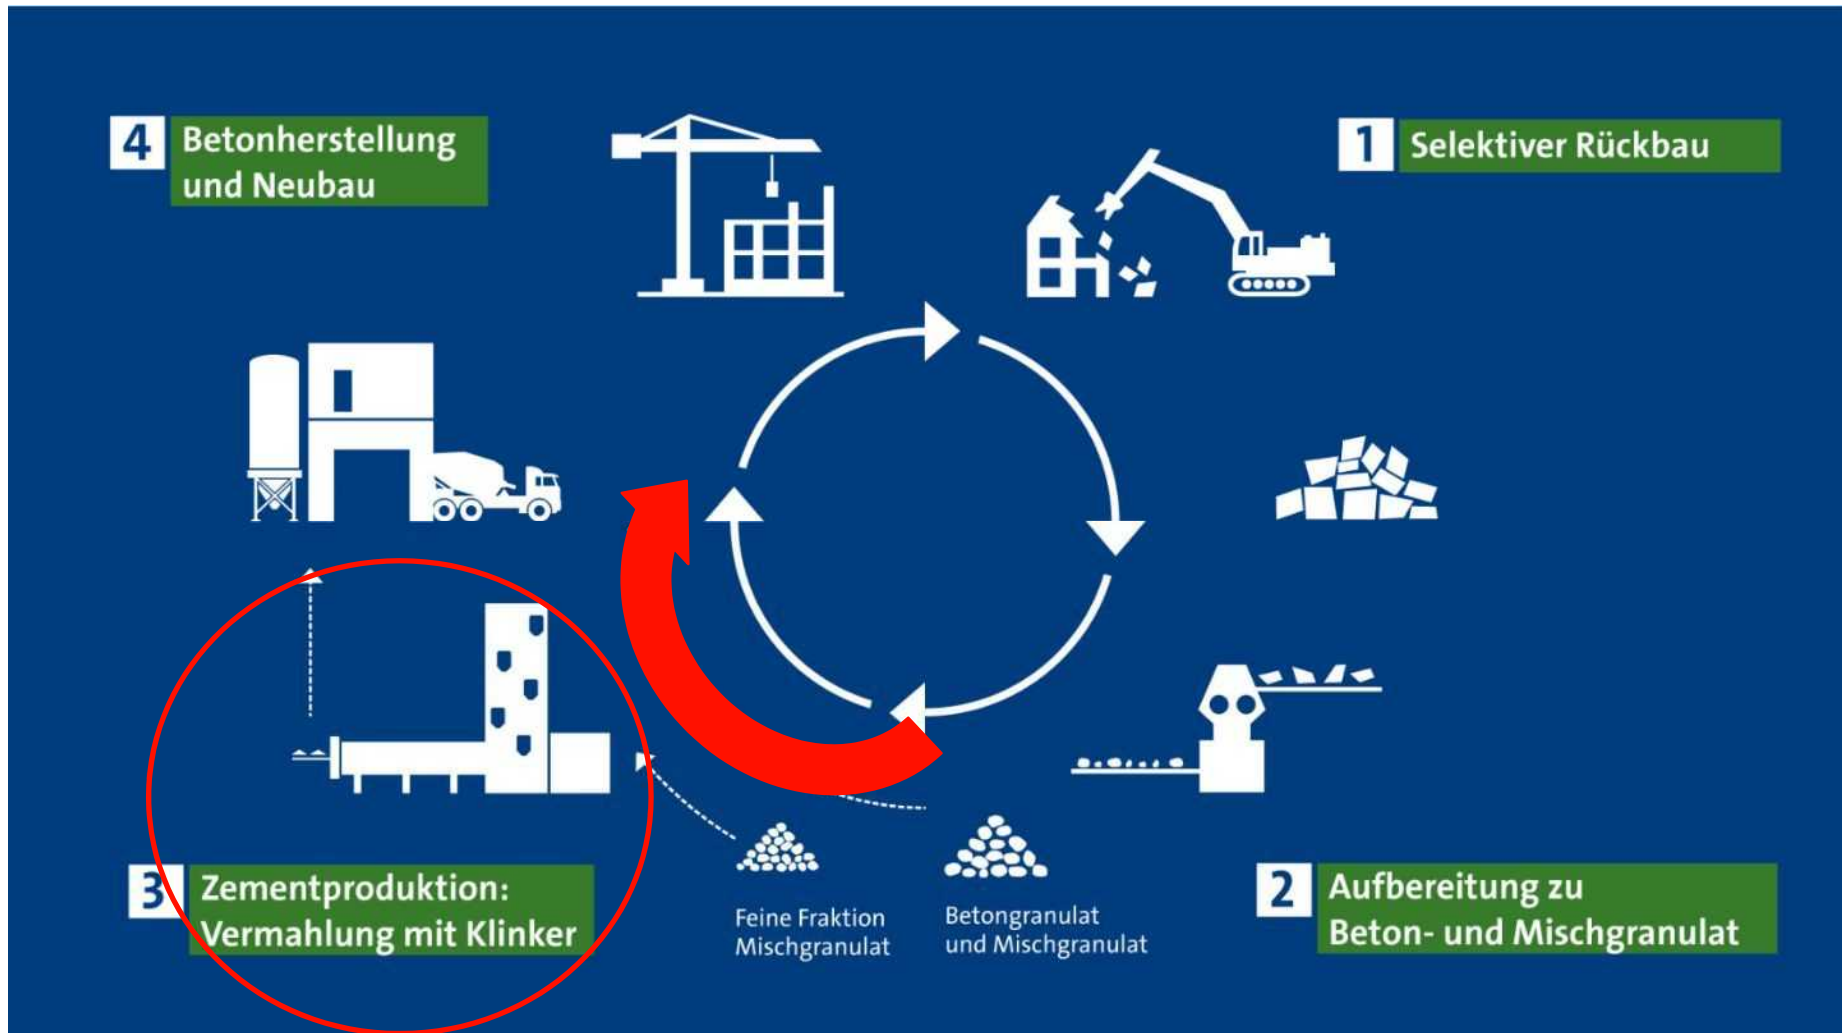 4 Betonherstellung
und Neubau
1 Selektiver Rückbau
3 Zementproduktion:
Vermahlung mit Klinker
Feine Fraktion
Mischgranulat
Betongranulat
und Mischgranulat
2 Aufbereitung zu
Beton- und Mischgranulat